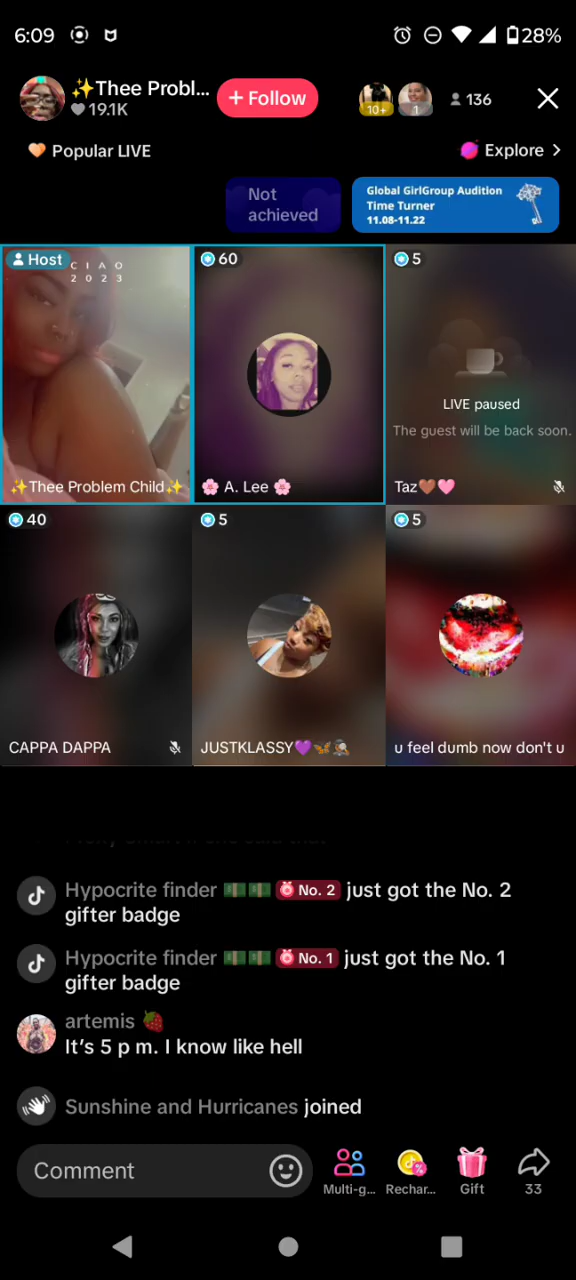 6:09
28%
✨Thee Probl...
19.1K
+ Follow
10+
1
136
Popular LIVE
Explore >
Not
achieved
Global GirlGroup Audition
Time Turner
11.08-11.22
Host
CIAO
2023
60
5
LIVE paused
The guest will be back soon.
✨Thee Problem Child✨
🌸 A. Lee 🌸
Taz🤎🩷
40
5
5
CAPPA DAPPA
JUSTKLASSY💜🦋🕵🏾‍♀️
u feel dumb now don't u
Hypocrite finder 💵💵 No. 2 just got the No. 2
gifter badge
Hypocrite finder 💵💵 No. 1 just got the No. 1
gifter badge
artemis 🍓
It’s 5 p m. I know like hell
Sunshine and Hurricanes joined
Comment
Multi-g...
Rechar...
Gift
33